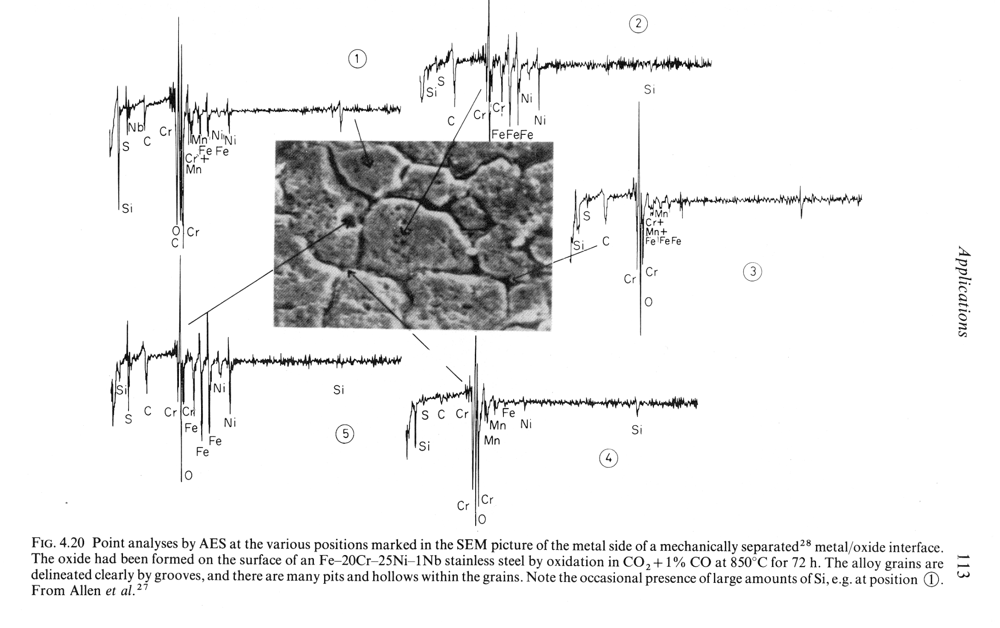 1
Nb
S
C
Cr
Mn
Ni
Ni
Fe
Fe
Cr+
Mn
Si
O
C
Cr
2
S
Si
C
Cr
Cr
Ni
Ni
Fe Fe Fe
Si
S
Si
C
Mn
Cr+
Mn+
Fe Fe Fe
Cr
Cr
O
3
Si
S
C
Cr
Cr
Fe
Fe
Fe
Ni
Ni
Si
O
5
S C Cr
Si
Fe
Mn
Ni
Mn
Si
4
Cr
Cr
O
Applications
113
FIG. 4.20 Point analyses by AES at the various positions marked in the SEM picture of the metal side of a mechanically separated²⁸ metal/oxide interface.
The oxide had been formed on the surface of an Fe–20Cr–25Ni–1Nb stainless steel by oxidation in CO₂+1% CO at 850°C for 72 h. The alloy grains are
delineated clearly by grooves, and there are many pits and hollows within the grains. Note the occasional presence of large amounts of Si, e.g. at position ①.
From Allen et al.²⁷